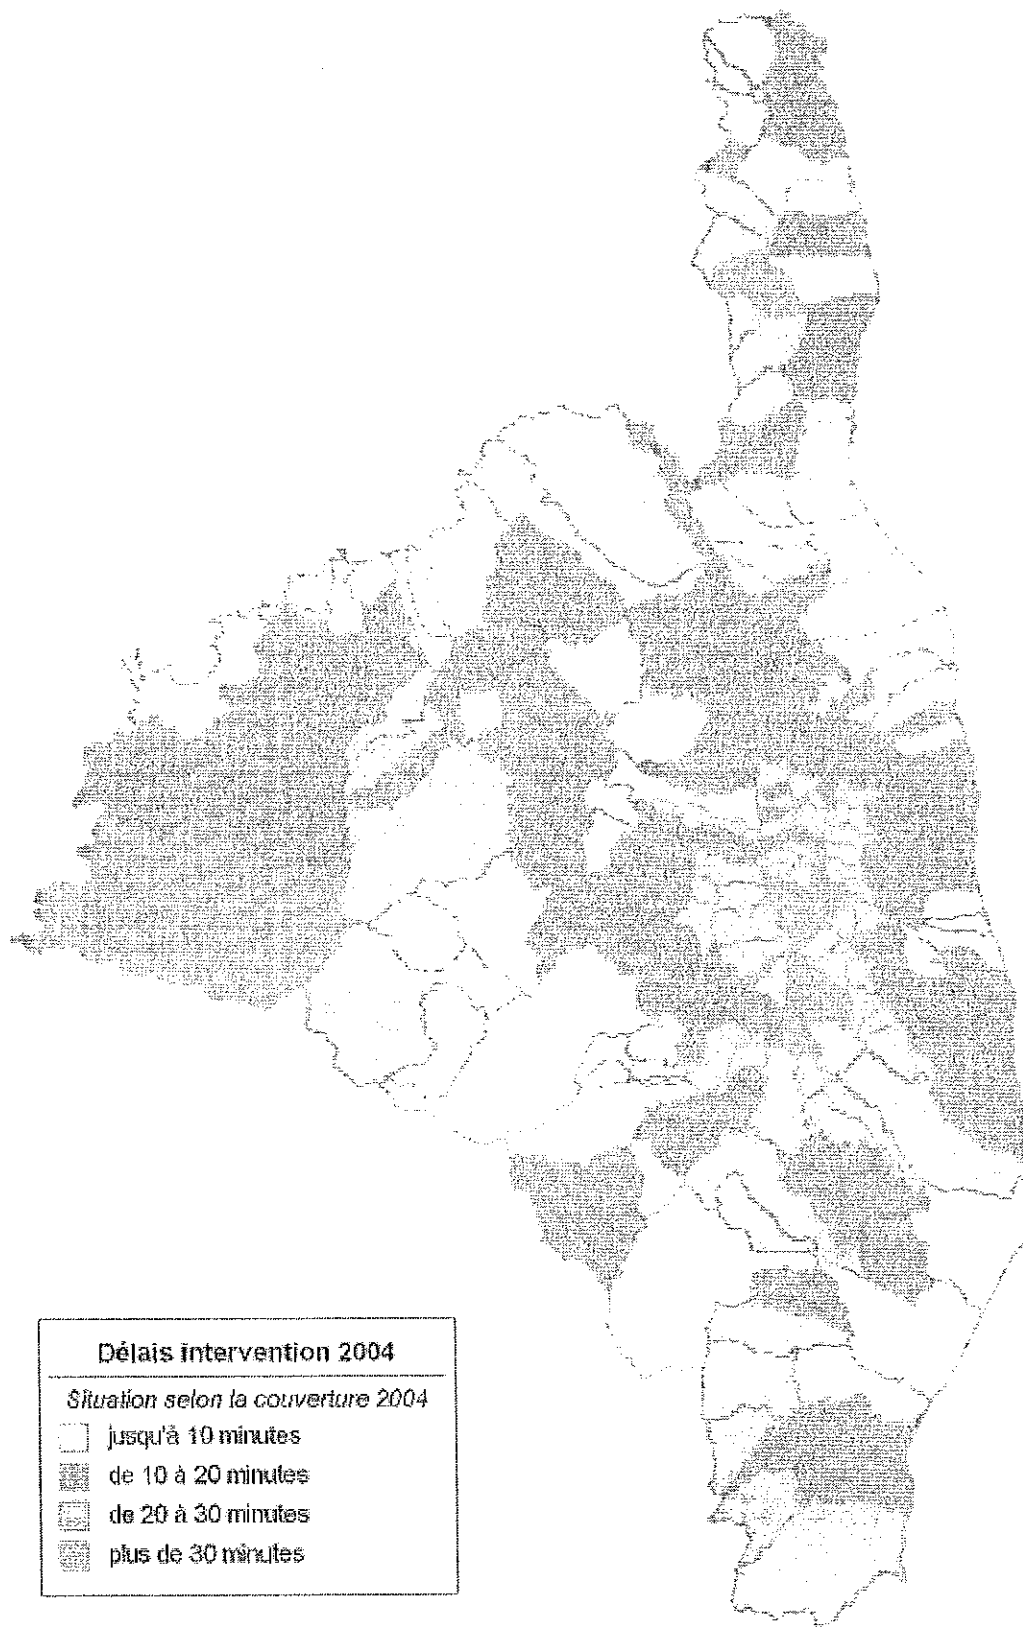 Délais intervention 2004
Situation selon la couverture 2004
jusqu'à 10 minutes
de 10 à 20 minutes
de 20 à 30 minutes
plus de 30 minutes